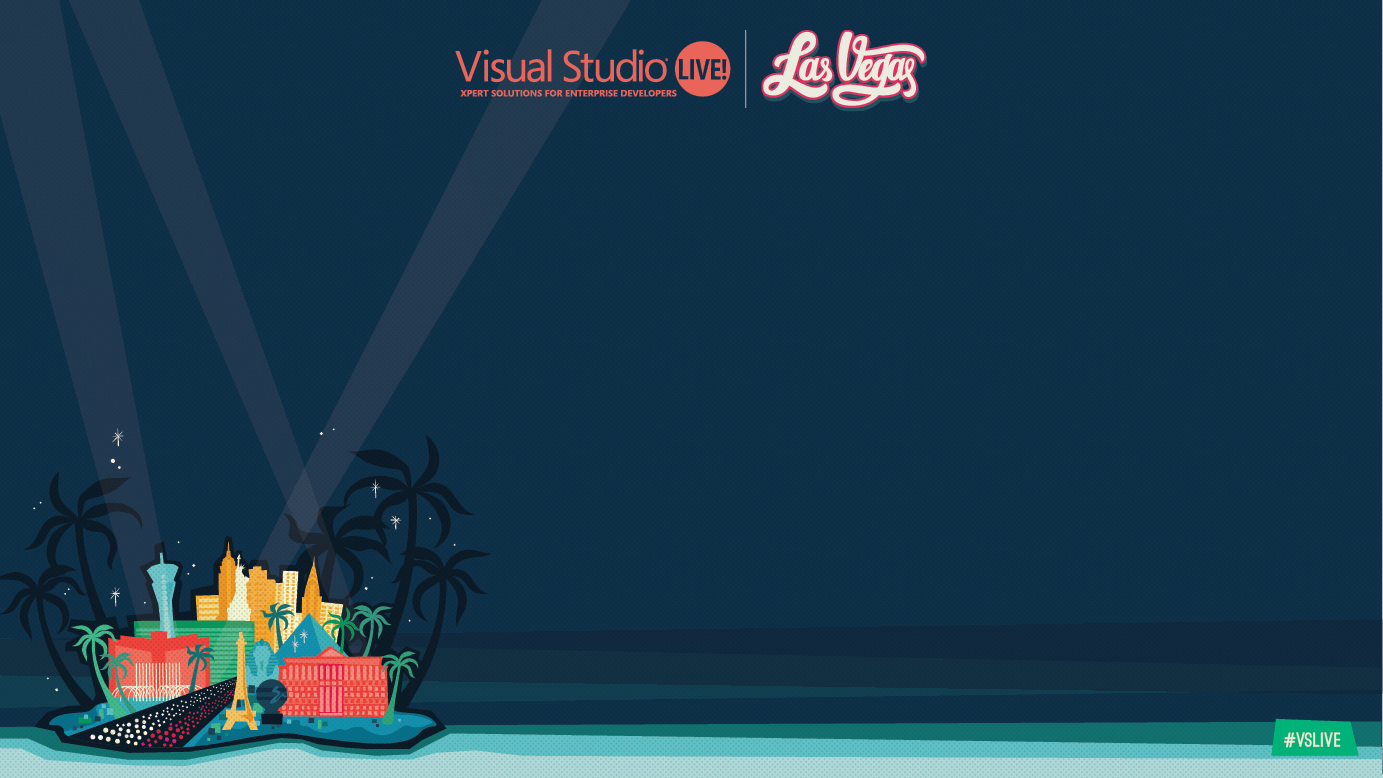 Visual Studio LIVE!
XPERT SOLUTIONS FOR ENTERPRISE DEVELOPERS
Las Vegas
#VSLIVE